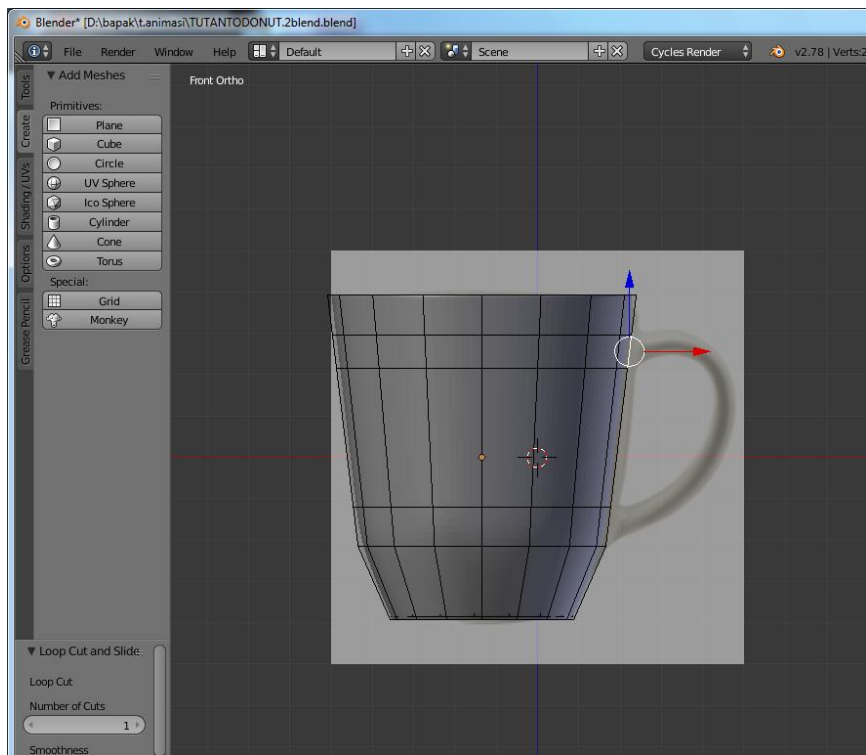 Blender* [D:\bapak\t.animasi\TUTANTODONUT.2blend.blend]
File Render Window Help Default Scene Cycles Render v2.78 | Verts:2
Tools
Create
Shading / UVs
Options
Grease Pencil
Add Meshes
Front Ortho
Primitives:
Plane
Cube
Circle
UV Sphere
Ico Sphere
Cylinder
Cone
Torus
Special:
Grid
Monkey
Loop Cut and Slide
Loop Cut
Number of Cuts
1
Smoothness